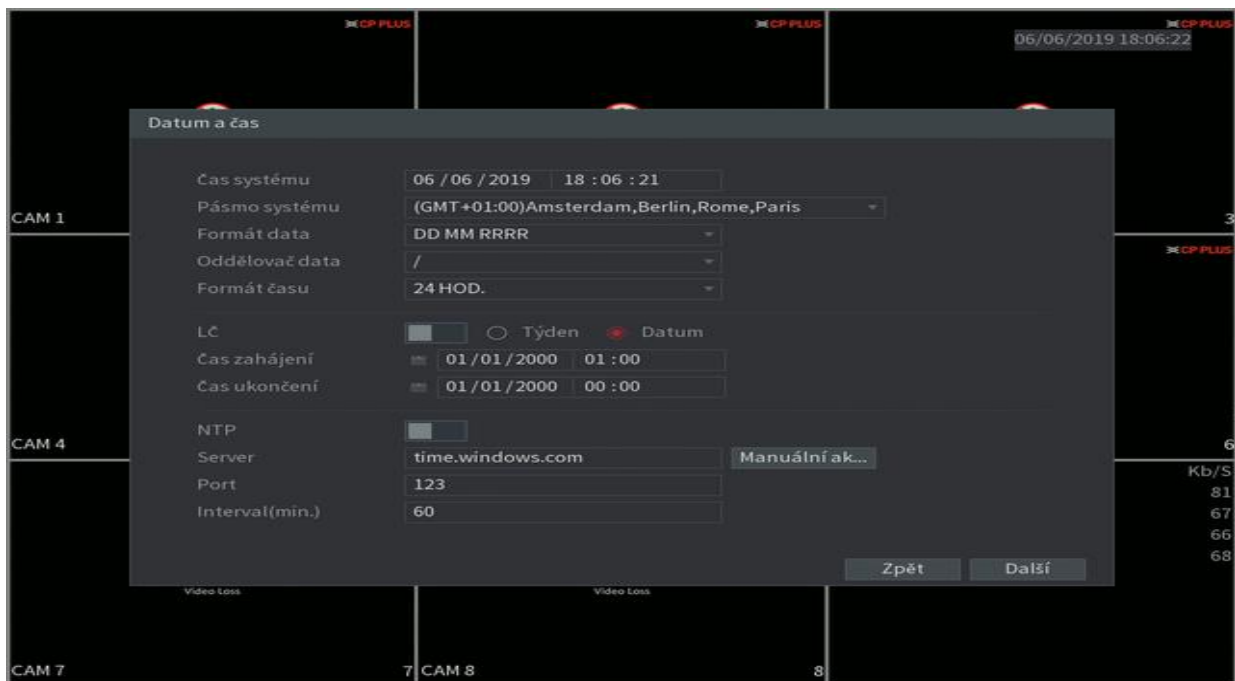 CP PLUS
CP PLUS
CP PLUS
06/06/2019 18:06:22
Datum a čas
Čas systému 06 / 06 / 2019 18 : 06 : 21
Pásmo systému (GMT+01:00)Amsterdam,Berlin,Rome,Paris
CAM 1
3
Formát data DD MM RRRR
Oddělovač data /
CP PLUS
Formát času 24 HOD.
LČ Týden Datum
Čas zahájení 01 / 01 / 2000 01 : 00
Čas ukončení 01 / 01 / 2000 00 : 00
NTP
CAM 4
6
Server time.windows.com Manuální ak...
Kb/S
Port 123
81
Interval(min.) 60
67
66
68
Zpět Další
Video Loss
Video Loss
CAM 7
7
CAM 8
8